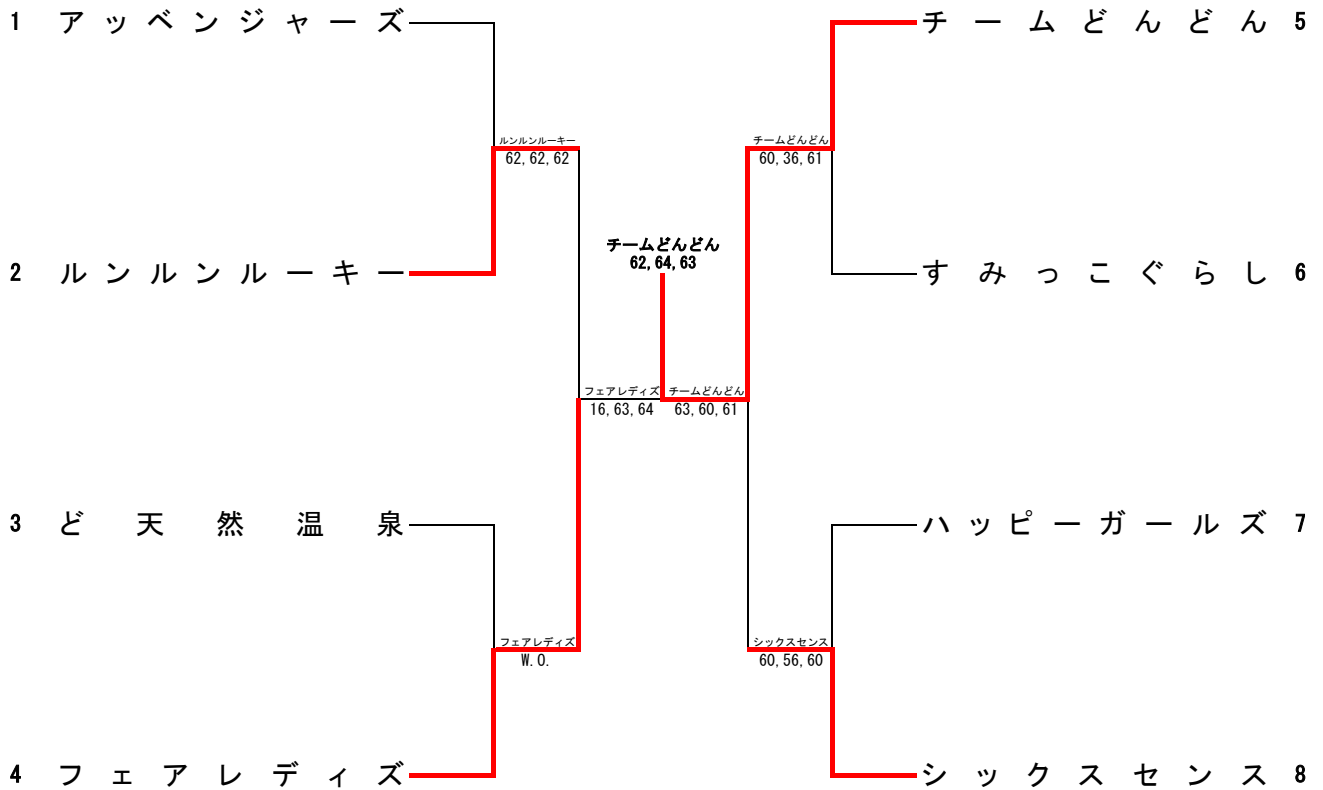 1 アッベンジャーズ
チームどんどん 5
ルンルンルーキー
62,62,62
チームどんどん
60,36,61
チームどんどん
62,64,63
2 ルンルンルーキー
すみっこぐらし 6
フェアレディズ
16,63,64
チームどんどん
63,60,61
3 ど天然温泉
ハッピーガールズ 7
フェアレディズ
W.O.
シックスセンス
60,56,60
4 フェアレディズ
シックスセンス 8